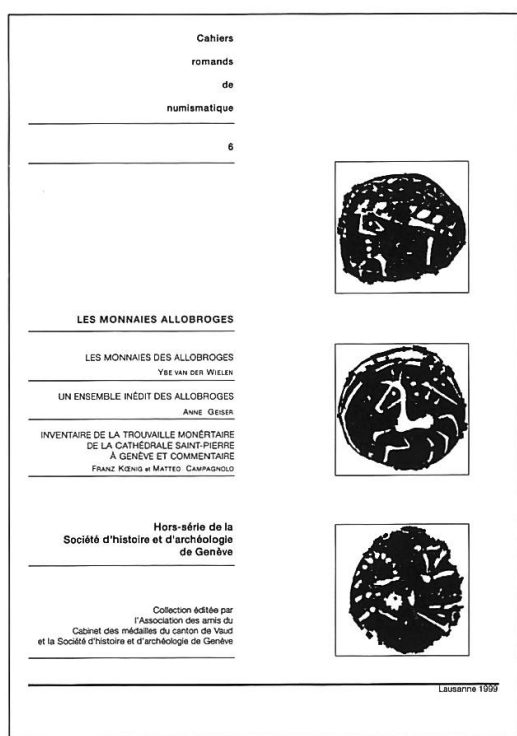 Cahiers
romands
de
numismatique
6
LES MONNAIES ALLOBROGES
LES MONNAIES DES ALLOBROGES
YBE VAN DER WIELEN
UN ENSEMBLE INÉDIT DES ALLOBROGES
ANNE GEISER
INVENTAIRE DE LA TROUVAILLE MONÉRTAIRE
DE LA CATHÉDRALE SAINT-PIERRE
À GENÈVE ET COMMENTAIRE
FRANZ KŒNIG et MATTEO CAMPAGNOLO
Hors-série de la
Société d'histoire et d'archéologie
de Genève
Collection éditée par
l'Association des amis du
Cabinet des médailles du canton de Vaud
et la Société d'histoire et d'archéologie de Genève
Lausanne 1999